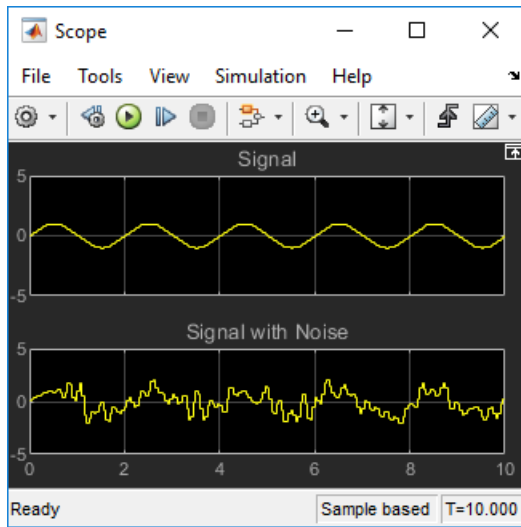 Scope
File Tools View Simulation Help
Signal
5
0
-5
Signal with Noise
5
0
-5
0 2 4 6 8 10
Ready Sample based T=10.000